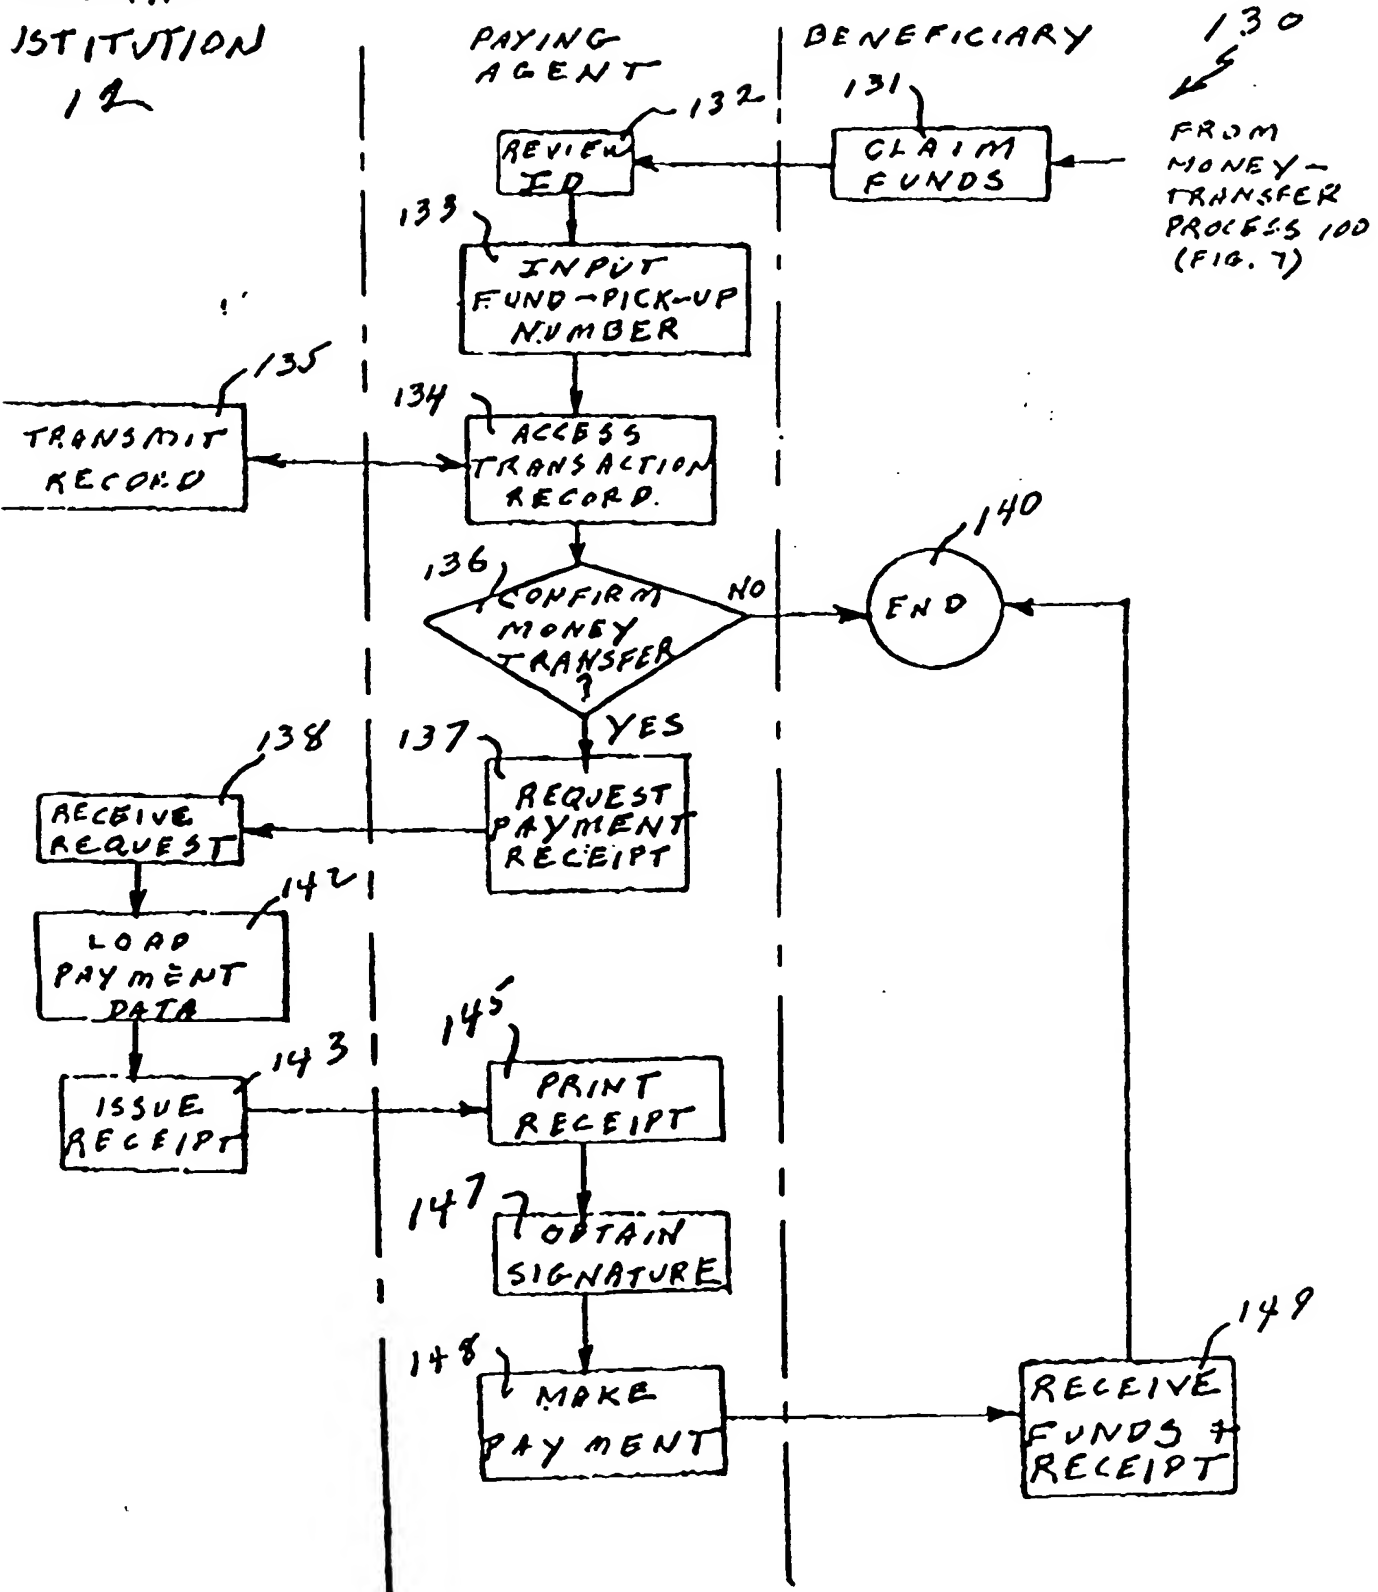 12
PAYING
AGENT
BENEFICIARY
130
FROM
MONEY-
TRANSFER
PROCESS 100
(FIG. 7)
131
CLAIM
FUNDS
132
REVIEW
ID
133
INPUT
FUND-PICK-UP
NUMBER
134
ACCESS
TRANSACTION
RECORD.
135
TRANSMIT
RECORD
136
CONFIRM
MONEY
TRANSFER
?
NO
140
END
YES
137
REQUEST
PAYMENT
RECEIPT
138
RECEIVE
REQUEST
142
LOAD
PAYMENT
DATA
143
ISSUE
RECEIPT
145
PRINT
RECEIPT
147
OBTAIN
SIGNATURE
148
MAKE
PAYMENT
149
RECEIVE
FUNDS +
RECEIPT